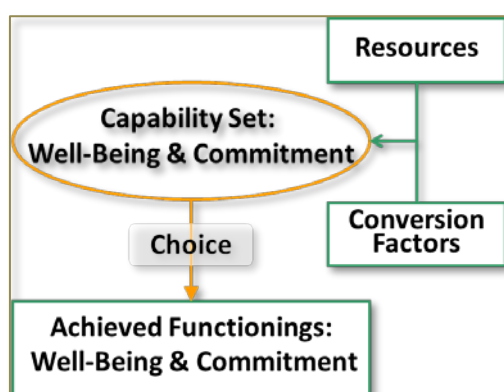 Resources
Capability Set:
Well-Being & Commitment
Conversion
Factors
Choice
Achieved Functionings:
Well-Being & Commitment